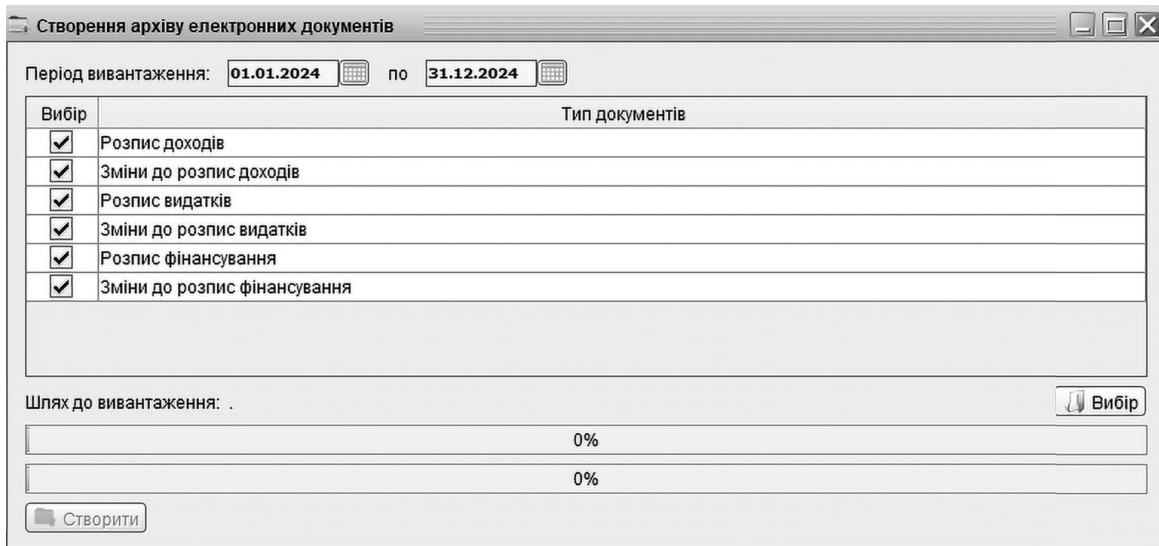 Створення архіву електронних документів
Період вивантаження: 01.01.2024 по 31.12.2024
Вибір Тип документів
Розпис доходів
Зміни до розпис доходів
Розпис видатків
Зміни до розпис видатків
Розпис фінансування
Зміни до розпис фінансування
Шлях до вивантаження: . Вибір
0%
0%
Створити